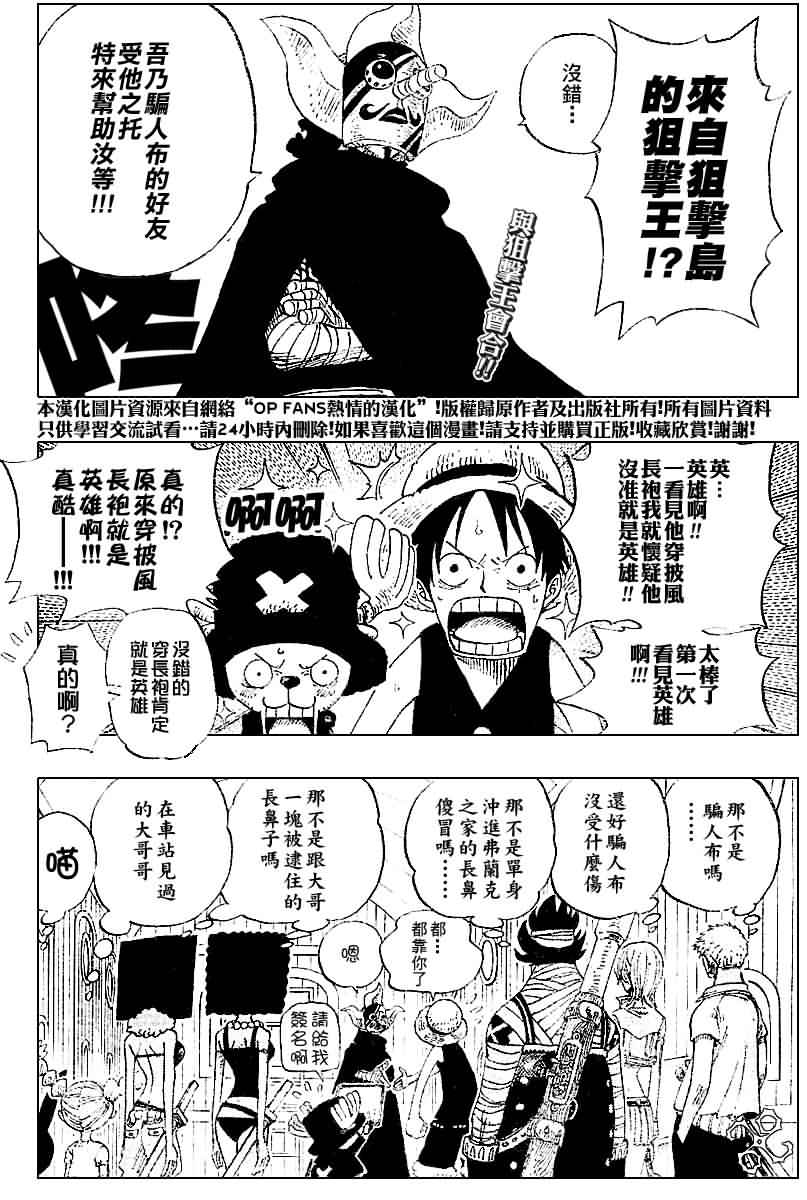 來自狙擊島
的狙擊王!?
沒錯…
吾乃騙人布的好友
受他之托
特來幫助汝等!!!
與狙擊王會合!!
本漢化圖片資源來自網絡“OP FANS熱情的漢化”!版權歸原作者及出版社所有!所有圖片資料
只供學習交流試看…請24小時內刪除!如果喜歡這個漫畫!請支持並購買正版!收藏欣賞!謝謝!
英…
英雄啊!!
一看見他穿披風
長袍我就懷疑他
沒准就是英雄!!
太棒了
第一次
看見英雄
啊!!!
啊啊
啊啊
真的!?
原來穿披風
長袍就是
英雄啊!!!
真酷——!!!
沒錯的
穿長袍肯定
就是英雄
真的啊?
那不是
騙人布嗎
……
還好騙人布
沒受什麼傷
那不是單身
沖進弗蘭克
之家的長鼻
傻冒嗎……
那不是跟大哥
一塊被逮住的
長鼻子嗎
在車站見過
的大哥哥
喵
都…
都靠你了
嗯
請給我
簽名啊